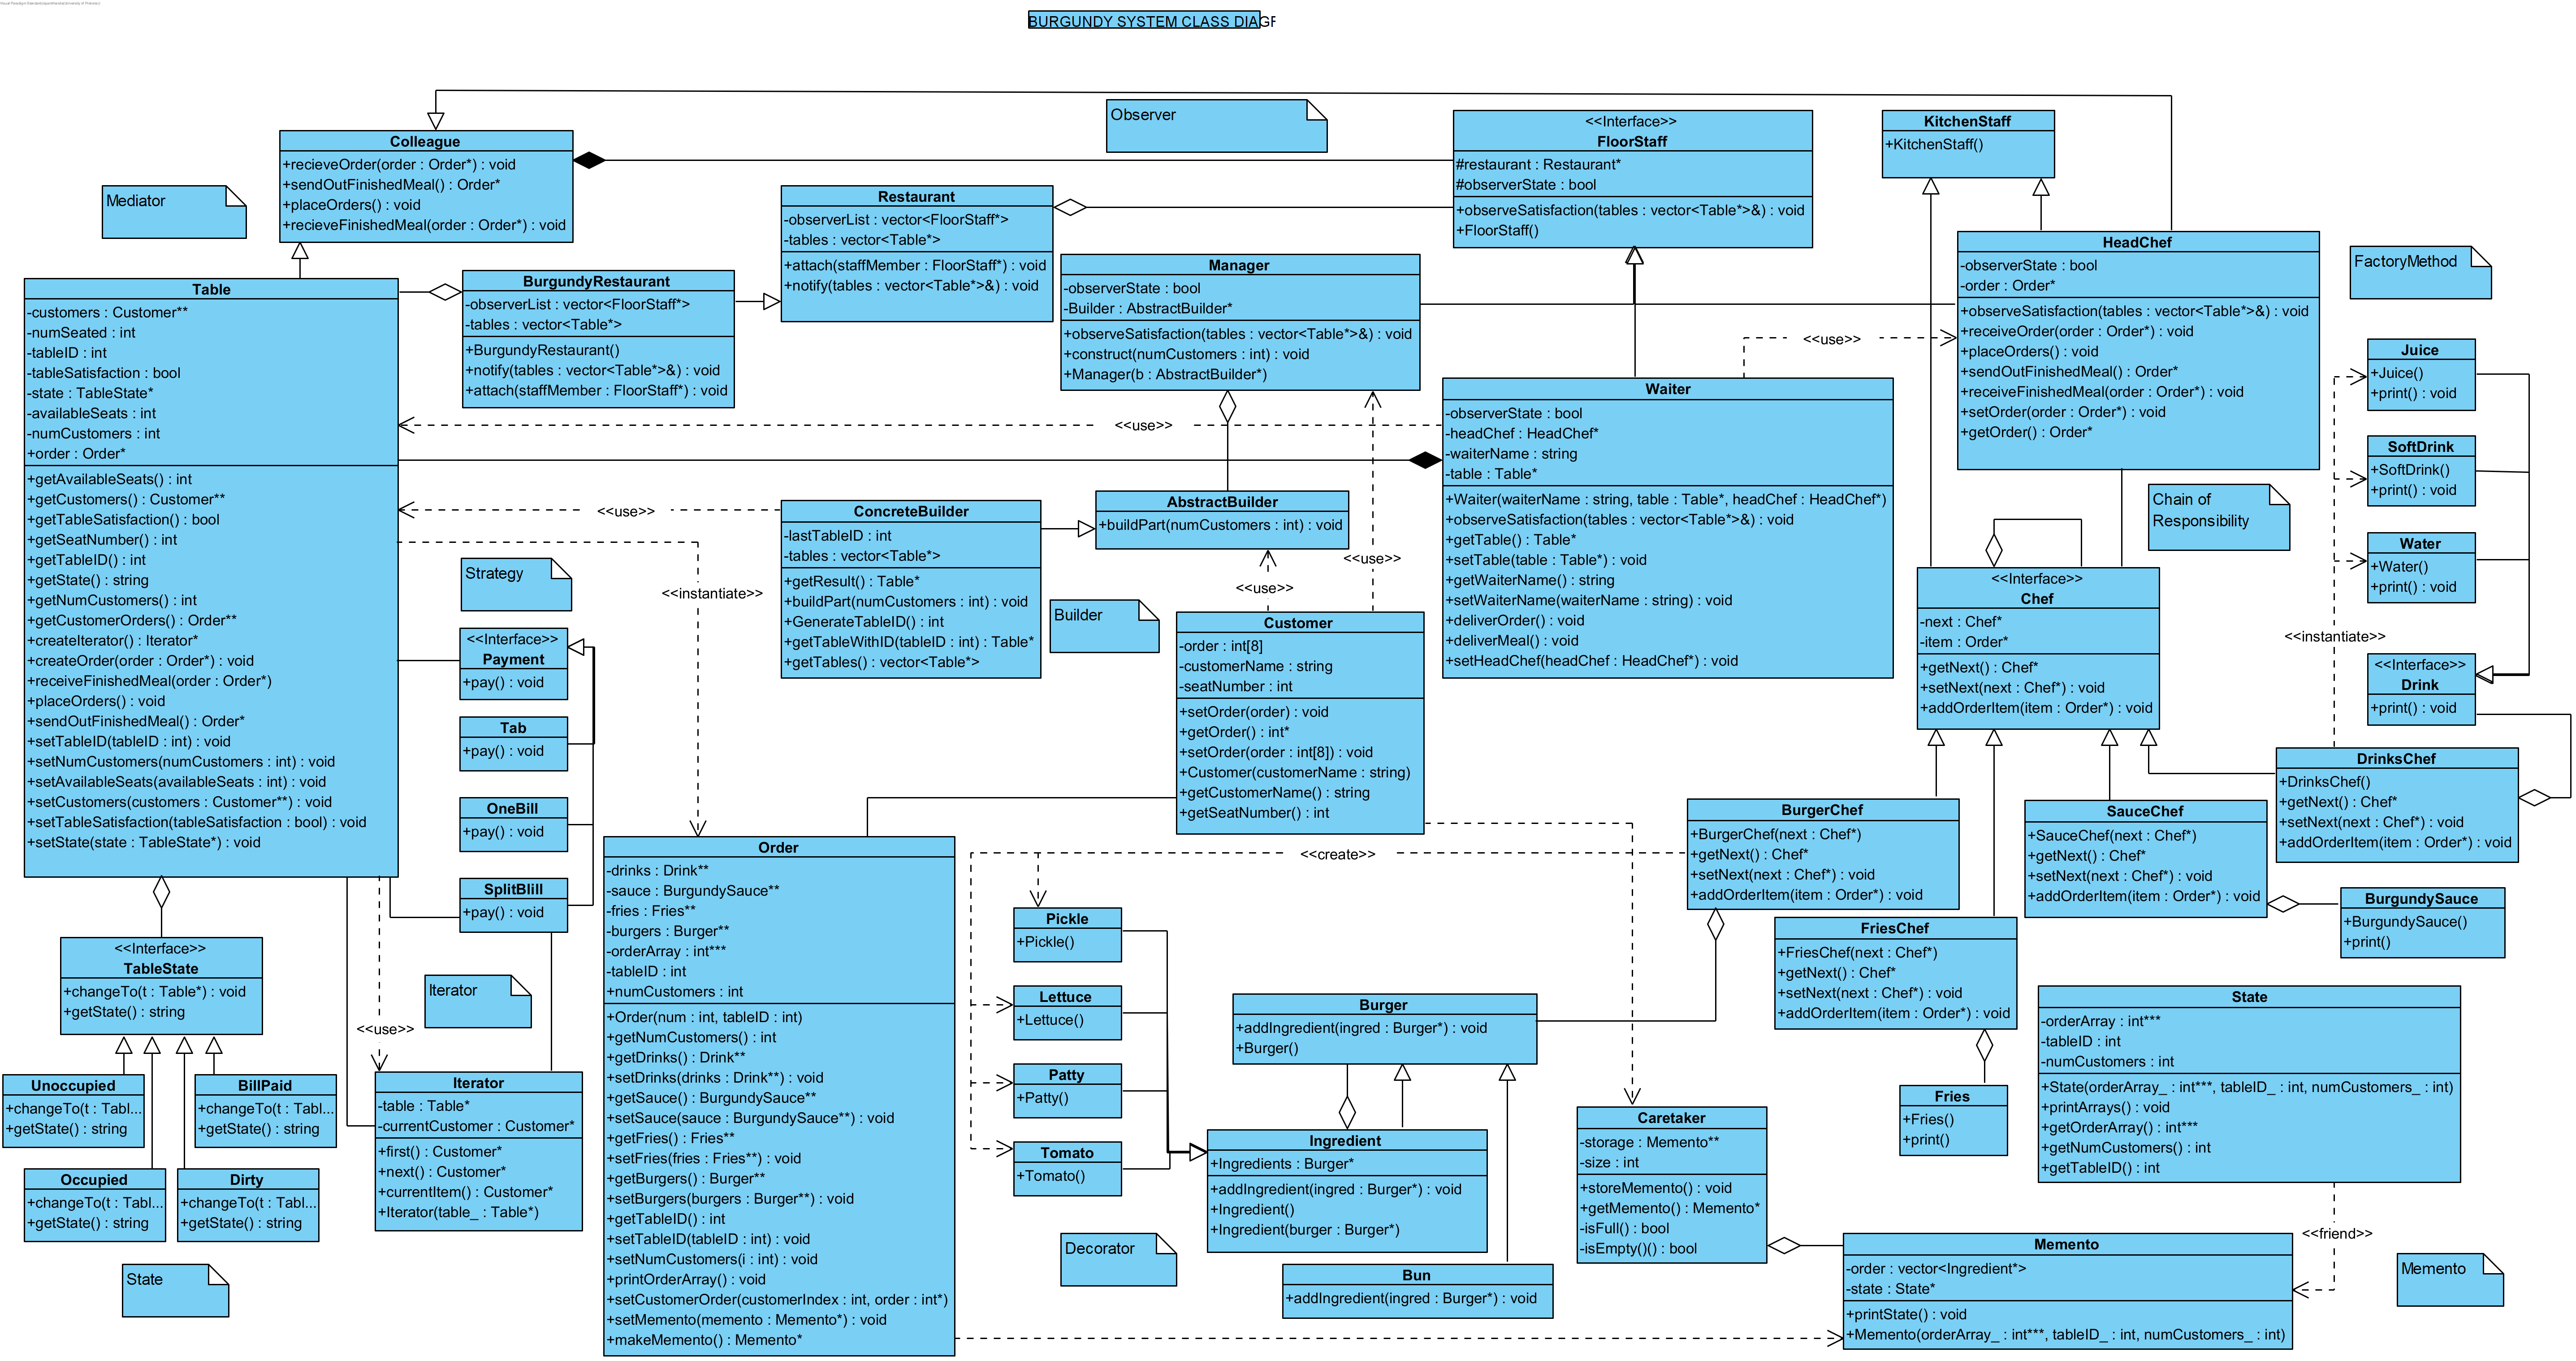 BURGUNDY SYSTEM CLASS DIAGR
Observer
Mediator
Colleague
+recieveOrder(order : Order*) : void
+sendOutFinishedMeal() : Order*
+placeOrders() : void
+recieveFinishedMeal(order : Order*) : void
<<Interface>>
FloorStaff
#restaurant : Restaurant*
#observerState : bool
+observeSatisfaction(tables : vector<Table*>&) : void
+FloorStaff()
KitchenStaff
+KitchenStaff()
Restaurant
-observerList : vector<FloorStaff*>
-tables : vector<Table*>
+attach(staffMember : FloorStaff*) : void
+notify(tables : vector<Table*>&) : void
HeadChef
-observerState : bool
-order : Order*
+observeSatisfaction(tables : vector<Table*>&) : void
+receiveOrder(order : Order*) : void
+placeOrders() : void
+sendOutFinishedMeal() : Order*
+receiveFinishedMeal(order : Order*) : void
+setOrder(order : Order*) : void
+getOrder() : Order*
FactoryMethod
Table
-customers : Customer**
-numSeated : int
-tableID : int
-tableSatisfaction : bool
-state : TableState*
-availableSeats : int
-numCustomers : int
+order : Order*
+getAvailableSeats() : int
+getCustomers() : Customer**
+getTableSatisfaction() : bool
+getSeatNumber() : int
+getTableID() : int
+getState() : string
+getNumCustomers() : int
+getCustomerOrders() : Order**
+createIterator() : Iterator*
+createOrder(order : Order*) : void
+receiveFinishedMeal(order : Order*)
+placeOrders() : void
+sendOutFinishedMeal() : Order*
+setTableID(tableID : int) : void
+setNumCustomers(numCustomers : int) : void
+setAvailableSeats(availableSeats : int) : void
+setCustomers(customers : Customer**) : void
+setTableSatisfaction(tableSatisfaction : bool) : void
+setState(state : TableState*) : void
BurgundyRestaurant
-observerList : vector<FloorStaff*>
-tables : vector<Table*>
+BurgundyRestaurant()
+notify(tables : vector<Table*>&) : void
+attach(staffMember : FloorStaff*) : void
Manager
-observerState : bool
-Builder : AbstractBuilder*
+observeSatisfaction(tables : vector<Table*>&) : void
+construct(numCustomers : int) : void
+Manager(b : AbstractBuilder*)
<<use>>
<<use>>
<<use>>
<<use>>
<<use>>
<<instantiate>>
Waiter
-observerState : bool
-headChef : HeadChef*
-waiterName : string
-table : Table*
+Waiter(waiterName : string, table : Table*, headChef : HeadChef*)
+observeSatisfaction(tables : vector<Table*>&) : void
+getTable() : Table*
+setTable(table : Table*) : void
+getWaiterName() : string
+setWaiterName(waiterName : string) : void
+deliverOrder() : void
+deliverMeal() : void
+setHeadChef(headChef : HeadChef*) : void
Juice
+Juice()
+print() : void
SoftDrink
+SoftDrink()
+print() : void
Water
+Water()
+print() : void
<<instantiate>>
<<Interface>>
Drink
+print() : void
Chain of
Responsibility
ConcreteBuilder
-lastTableID : int
-tables : vector<Table*>
+getResult() : Table*
+buildPart(numCustomers : int) : void
+GenerateTableID() : int
+getTableWithID(tableID : int) : Table*
+getTables() : vector<Table*>
AbstractBuilder
+buildPart(numCustomers : int) : void
Builder
Strategy
<<Interface>>
Payment
+pay() : void
Tab
+pay() : void
OneBill
+pay() : void
SplitBlill
+pay() : void
Customer
-order : int[8]
-customerName : string
-seatNumber : int
+setOrder(order) : void
+getOrder() : int*
+setOrder(order : int[8]) : void
+Customer(customerName : string)
+getCustomerName() : string
+getSeatNumber() : int
<<Interface>>
Chef
-next : Chef*
-item : Order*
+getNext() : Chef*
+setNext(next : Chef*) : void
+addOrderItem(item : Order*) : void
DrinksChef
+DrinksChef()
+getNext() : Chef*
+setNext(next : Chef*) : void
+addOrderItem(item : Order*) : void
BurgerChef
+BurgerChef(next : Chef*)
+getNext() : Chef*
+setNext(next : Chef*) : void
+addOrderItem(item : Order*) : void
SauceChef
+SauceChef(next : Chef*)
+getNext() : Chef*
+setNext(next : Chef*) : void
+addOrderItem(item : Order*) : void
BurgundySauce
+BurgundySauce()
+print()
FriesChef
+FriesChef(next : Chef*)
+getNext() : Chef*
+setNext(next : Chef*) : void
+addOrderItem(item : Order*) : void
Fries
+Fries()
+print()
Order
-drinks : Drink**
-sauce : BurgundySauce**
-fries : Fries**
-burgers : Burger**
-orderArray : int***
-tableID : int
+numCustomers : int
+Order(num : int, tableID : int)
+getNumCustomers() : int
+getDrinks() : Drink**
+setDrinks(drinks : Drink**) : void
+getSauce() : BurgundySauce**
+setSauce(sauce : BurgundySauce**) : void
+getFries() : Fries**
+setFries(fries : Fries**) : void
+getBurgers() : Burger**
+setBurgers(burgers : Burger**) : void
+getTableID() : int
+setTableID(tableID : int) : void
+setNumCustomers(i : int) : void
+printOrderArray() : void
+setCustomerOrder(customerIndex : int, order : int*)
+setMemento(memento : Memento*) : void
+makeMemento() : Memento*
<<create>>
Pickle
+Pickle()
Lettuce
+Lettuce()
Patty
+Patty()
Tomato
+Tomato()
Decorator
Burger
+addIngredient(ingred : Burger*) : void
+Burger()
Ingredient
+Ingredients : Burger*
+addIngredient(ingred : Burger*) : void
+Ingredient()
+Ingredient(burger : Burger*)
Bun
+addIngredient(ingred : Burger*) : void
<<Interface>>
TableState
+changeTo(t : Table*) : void
+getState() : string
Unoccupied
+changeTo(t : Tabl...
+getState() : string
BillPaid
+changeTo(t : Tabl...
+getState() : string
Occupied
+changeTo(t : Tabl...
+getState() : string
Dirty
+changeTo(t : Tabl...
+getState() : string
State
Iterator
<<use>>
Iterator
-table : Table*
-currentCustomer : Customer*
+first() : Customer*
+next() : Customer*
+currentItem() : Customer*
+Iterator(table_ : Table*)
Caretaker
-storage : Memento**
-size : int
+storeMemento() : void
+getMemento() : Memento*
-isFull() : bool
-isEmpty()() : bool
State
-orderArray : int***
-tableID : int
-numCustomers : int
+State(orderArray_ : int***, tableID_ : int, numCustomers_ : int)
+printArrays() : void
+getOrderArray() : int***
+getNumCustomers() : int
+getTableID() : int
<<friend>>
Memento
-order : vector<Ingredient*>
-state : State*
+printState() : void
+Memento(orderArray_ : int***, tableID_ : int, numCustomers_ : int)
Memento